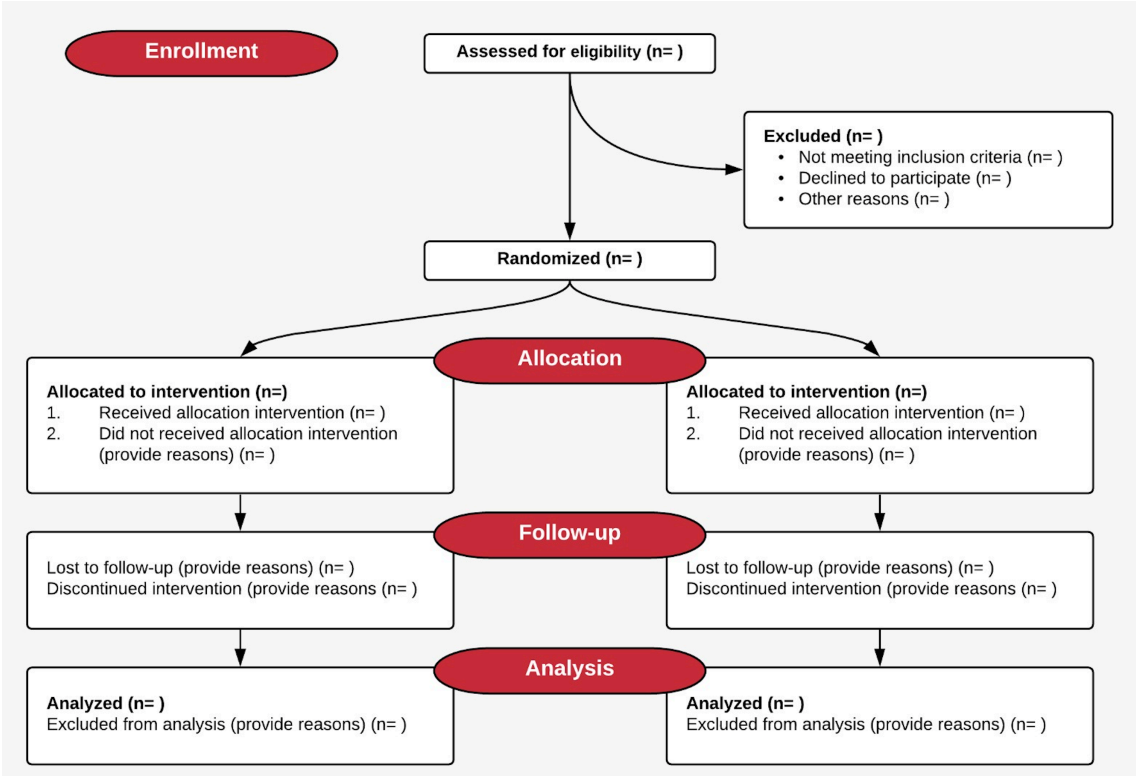 Enrollment
Assessed for eligibility (n= )
Excluded (n= )
• Not meeting inclusion criteria (n= )
• Declined to participate (n= )
• Other reasons (n= )
Randomized (n= )
Allocation
Allocated to intervention (n=)
1. Received allocation intervention (n= )
2. Did not received allocation intervention
(provide reasons) (n= )
Allocated to intervention (n=)
1. Received allocation intervention (n= )
2. Did not received allocation intervention
(provide reasons) (n= )
Follow-up
Lost to follow-up (provide reasons) (n= )
Discontinued intervention (provide reasons (n= )
Lost to follow-up (provide reasons) (n= )
Discontinued intervention (provide reasons (n= )
Analysis
Analyzed (n= )
Excluded from analysis (provide reasons) (n= )
Analyzed (n= )
Excluded from analysis (provide reasons) (n= )